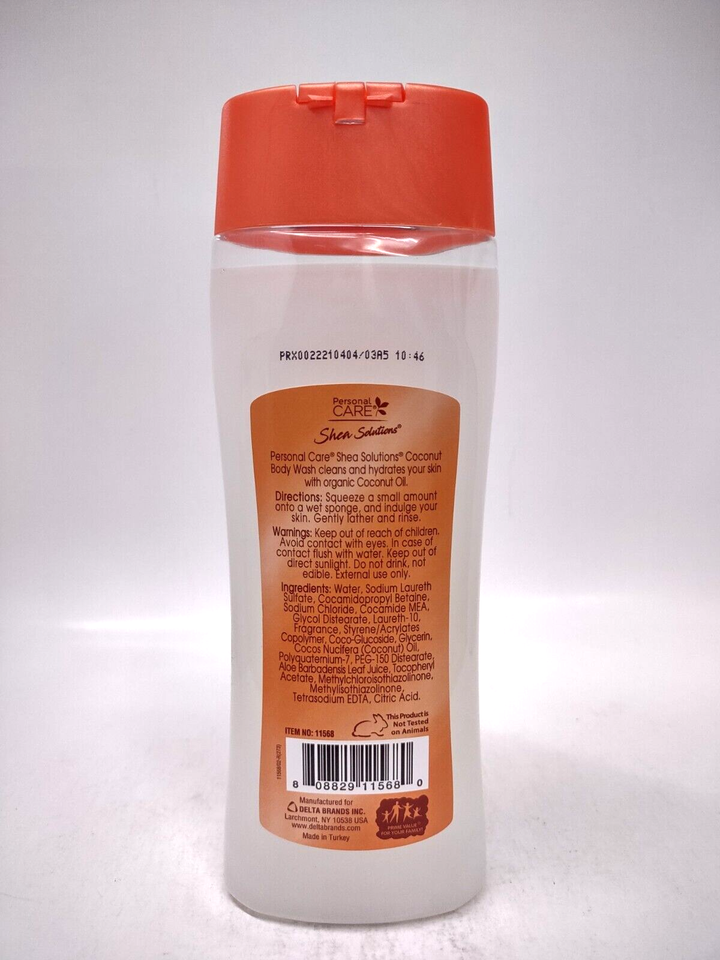 PRX0022210404/03A5 10:46
Personal
CARE®
Shea Solutions®
Personal Care® Shea Solutions® Coconut
Body Wash cleans and hydrates your skin
with organic Coconut Oil.
Directions: Squeeze a small amount
onto a wet sponge, and indulge your
skin. Gently lather and rinse.
Warnings: Keep out of reach of children.
Avoid contact with eyes. In case of
contact flush with water. Keep out of
direct sunlight. Do not drink, not
edible. External use only.
Ingredients: Water, Sodium Laureth
Sulfate, Cocamidopropyl Betaine,
Sodium Chloride, Cocamide MEA,
Glycol Distearate, Laureth-10,
Fragrance, Styrene/Acrylates
Copolymer, Coco-Glucoside, Glycerin,
Cocos Nucifera (Coconut) Oil,
Polyquaternium-7, PEG-150 Distearate,
Aloe Barbadensis Leaf Juice, Tocopheryl
Acetate, Methylchloroisothiazolinone,
Methylisothiazolinone,
Tetrasodium EDTA, Citric Acid.
This Product is
Not Tested
on Animals
ITEM NO: 11568
8 08829 11568 0
Manufactured for
DELTA BRANDS INC.
Larchmont, NY 10538 USA
www.deltabrands.com
Made in Turkey
PRIME VALUE
FOR YOUR FAMILY